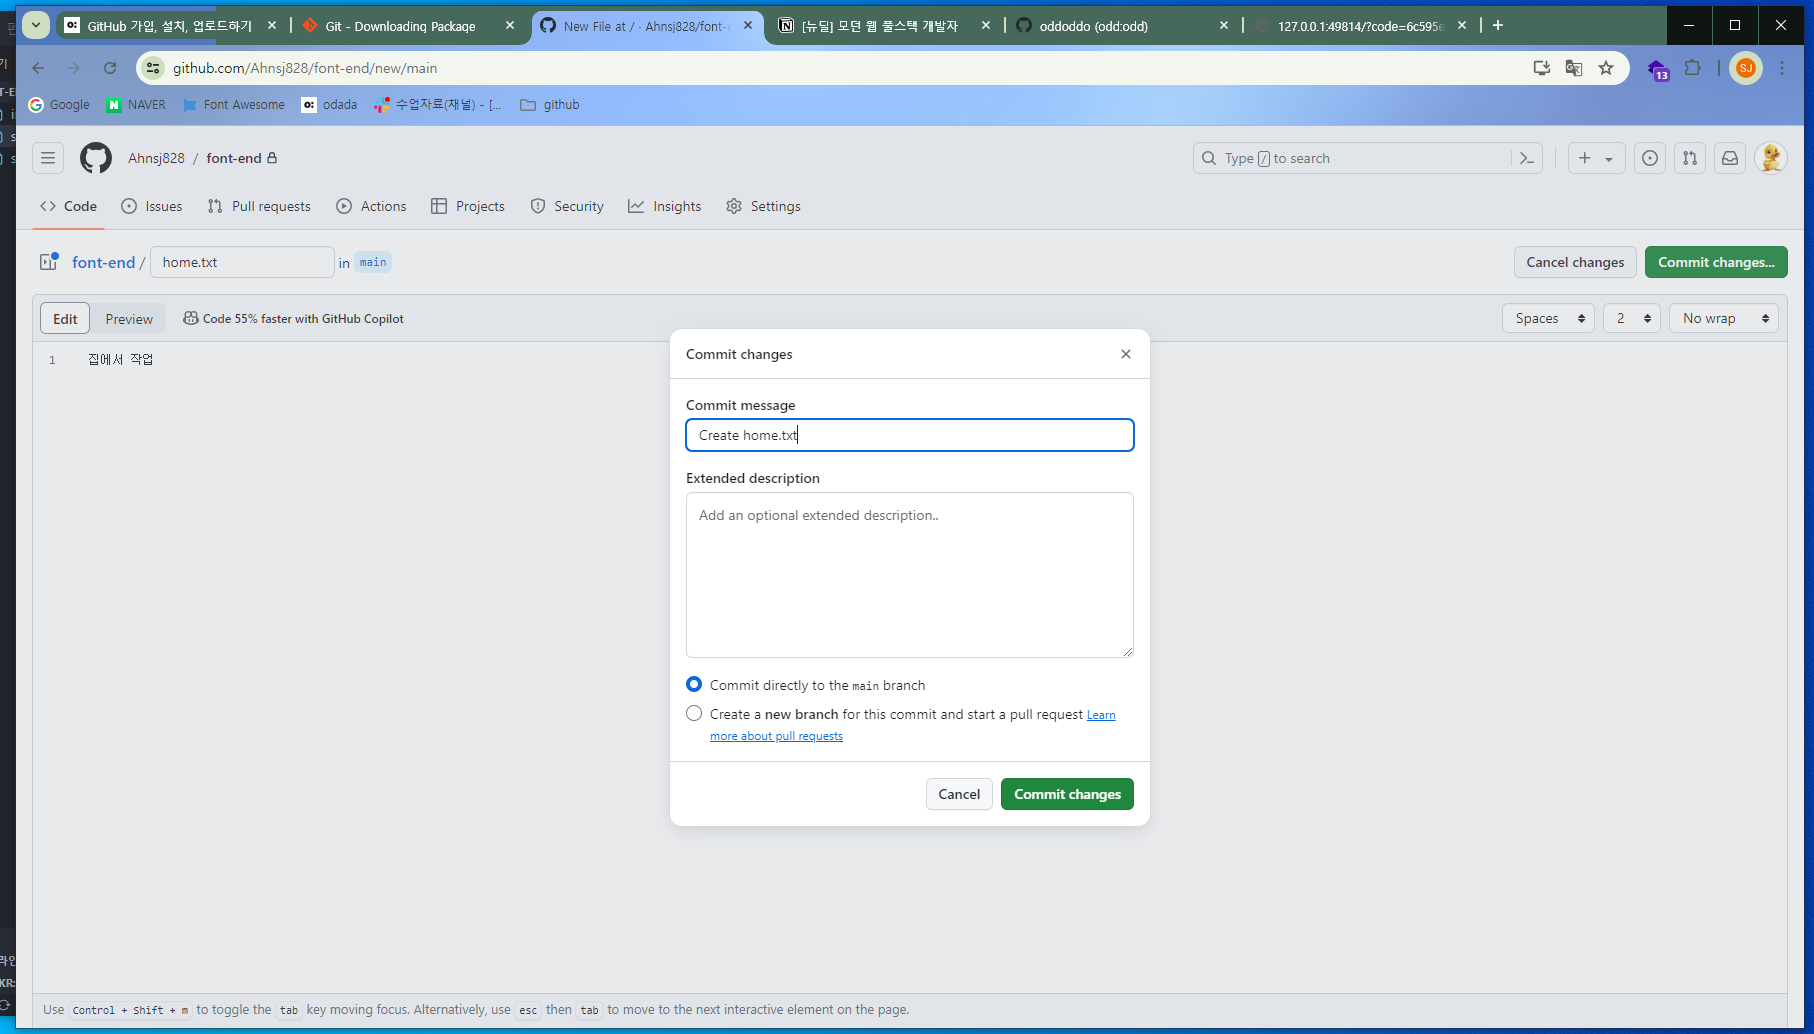 GitHub 가입, 설치, 업로드하기
Git - Downloading Package
New File at / · Ahnsj828/font-e
[뉴딜] 모던 웹 풀스택 개발자
oddoddo (odd:odd)
127.0.0.1:49814/?code=6c595e
github.com/Ahnsj828/font-end/new/main
13
SJ
Google
NAVER
Font Awesome
odada
수업자료(채널) - [...
github
Ahnsj828 / font-end
Type / to search
Code
Issues
Pull requests
Actions
Projects
Security
Insights
Settings
font-end / home.txt in main
Cancel changes
Commit changes...
Edit
Preview
Code 55% faster with GitHub Copilot
Spaces
2
No wrap
1 집에서 작업
Commit changes
Commit message
Create home.txt
Extended description
Add an optional extended description..
Commit directly to the main branch
Create a new branch for this commit and start a pull request Learn
more about pull requests
Cancel
Commit changes
Use Control + Shift + m to toggle the tab key moving focus. Alternatively, use esc then tab to move to the next interactive element on the page.